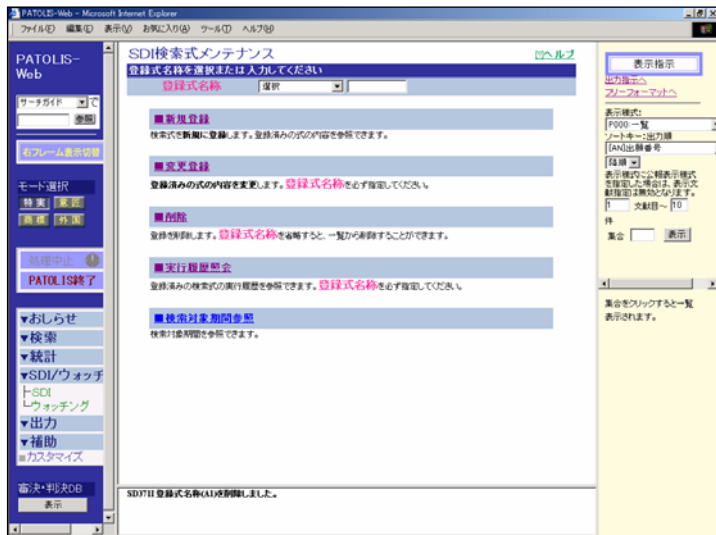 PATOLIS-Web - Microsoft Internet Explorer
ファイル(F) 編集(E) 表示(V) お気に入り(A) ツール(T) ヘルプ(H)
PATOLIS-
Web
サーチガイド で
参照
右フレーム表示切替
モード選択
特実 意匠
商標 外国
処理中止
PATOLIS終了
▼おしらせ
▼検索
▼統計
▼SDI/ウォッチ
├SDI
└ウォッチング
▼出力
▼補助
■カスタマイズ
審決・判決DB
表示
SDI検索式メンテナンス
ヘルプ
登録式名称を選択または入力してください
登録式名称 選択
■新規登録
検索式を新規に登録します。登録済みの式の内容を参照できます。
■変更登録
登録済みの式の内容を変更します。登録式名称を必ず指定してください。
■削除
登録を削除します。登録式名称を省略すると、一覧から削除することができます。
■実行履歴照会
登録済みの検索式の実行履歴を参照できます。登録式名称を必ず指定してください。
■検索対象期間参照
検索対象期間を参照できます。
SD371I 登録式名称(A1)を削除しました。
表示指示
出力指示へ
フリーフォーマットへ
表示様式:
P000:一覧
ソートキー:出力順
[AN]出願番号
降順
表示様式に公報表示様式
を指定した場合は、表示文
献指定は無効となります。
1 文献目~ 10
件
集合 表示
集合をクリックすると一覧
表示されます。